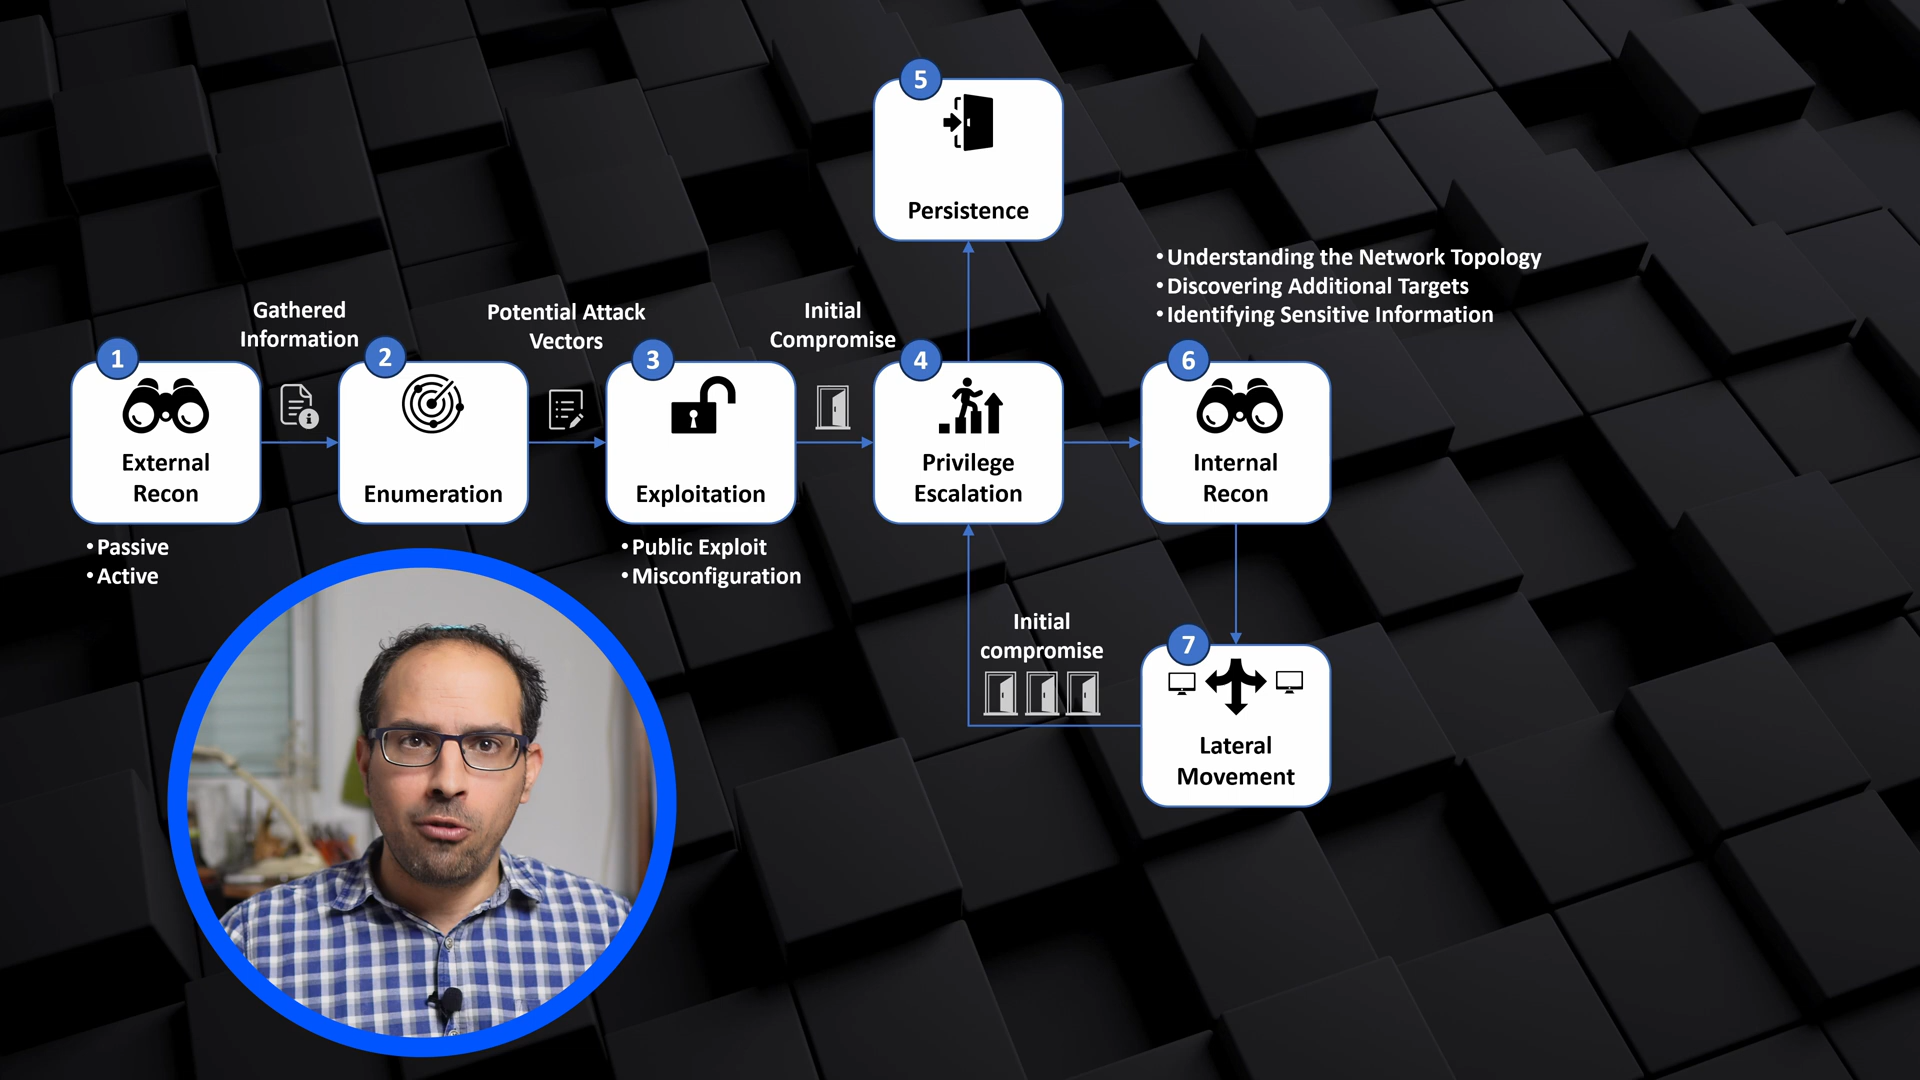 5
Persistence
• Understanding the Network Topology
• Discovering Additional Targets
• Identifying Sensitive Information
Gathered
Information
Potential Attack
Vectors
Initial
Compromise
1
External
Recon
2
Enumeration
3
Exploitation
4
Privilege
Escalation
6
Internal
Recon
• Passive
• Active
• Public Exploit
• Misconfiguration
Initial
compromise
7
Lateral
Movement